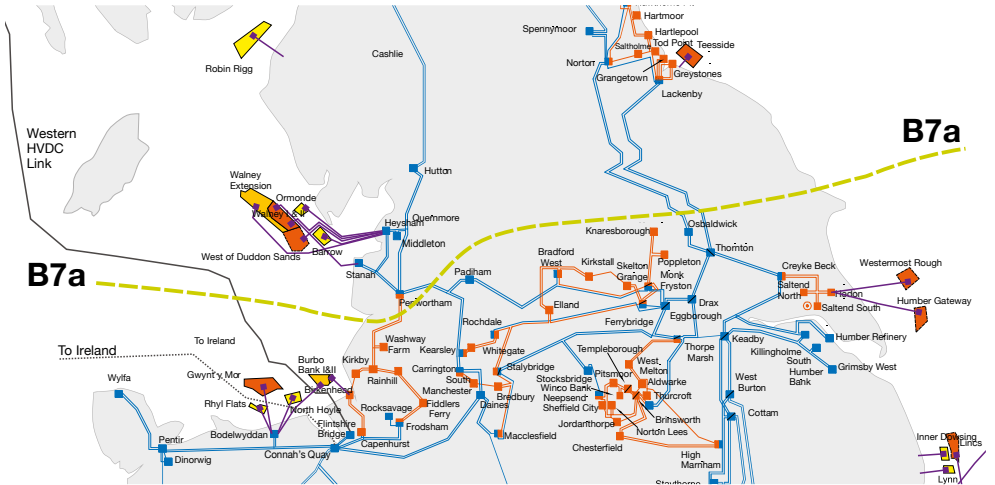 Hartmoor
Spennymoor
Hartlepool
Saltholme
Tod Point
Teesside
Norton
Grangetown
Greystones
Lackenby
Cashlie
Robin Rigg
Western
HVDC
Link
B7a
Hutton
Walney
Extension
Ormonde
Walney I & II
Quernmore
Heysham
Middleton
Barrow
West of Duddon Sands
Stanah
Knaresborough
Osbaldwick
Thornton
B7a
Padiham
Bradford
West
Kirkstall
Skelton
Grange
Poppleton
Monk
Fryston
Creyke Beck
Westermost Rough
Saltend
North
Hedon
Saltend South
Humber Gateway
Penwortham
Elland
Drax
Eggborough
Ferrybridge
Rochdale
Washway
Farm
Kearsley
Whitegate
To Ireland
To Ireland
Templeborough
Thorpe
Marsh
Keadby
Killingholme
Humber Refinery
South
Humber
Bank
Grimsby West
Burbo
Bank I&II
Kirkby
Rainhill
Carrington
South
Manchester
Stalybridge
Bredbury
Daines
Stocksbridge
Pitsmoor
West
Melton
Winco Bank
Aldwarke
Neepsend
Thurcroft
Sheffield City
West
Burton
Wylfa
Gwynt y Mor
Birkenhead
Rhyl Flats
North Hoyle
Rocksavage
Fiddlers
Ferry
Frodsham
Flintshire
Bridge
Macclesfield
Jordanthorpe
Brinsworth
Norton Lees
Chesterfield
Cottam
Pentir
Bodelwyddan
Capenhurst
Connah's Quay
High
Marnham
Dinorwig
Staythorpe
Inner Dowsing
Lincs
Lynn